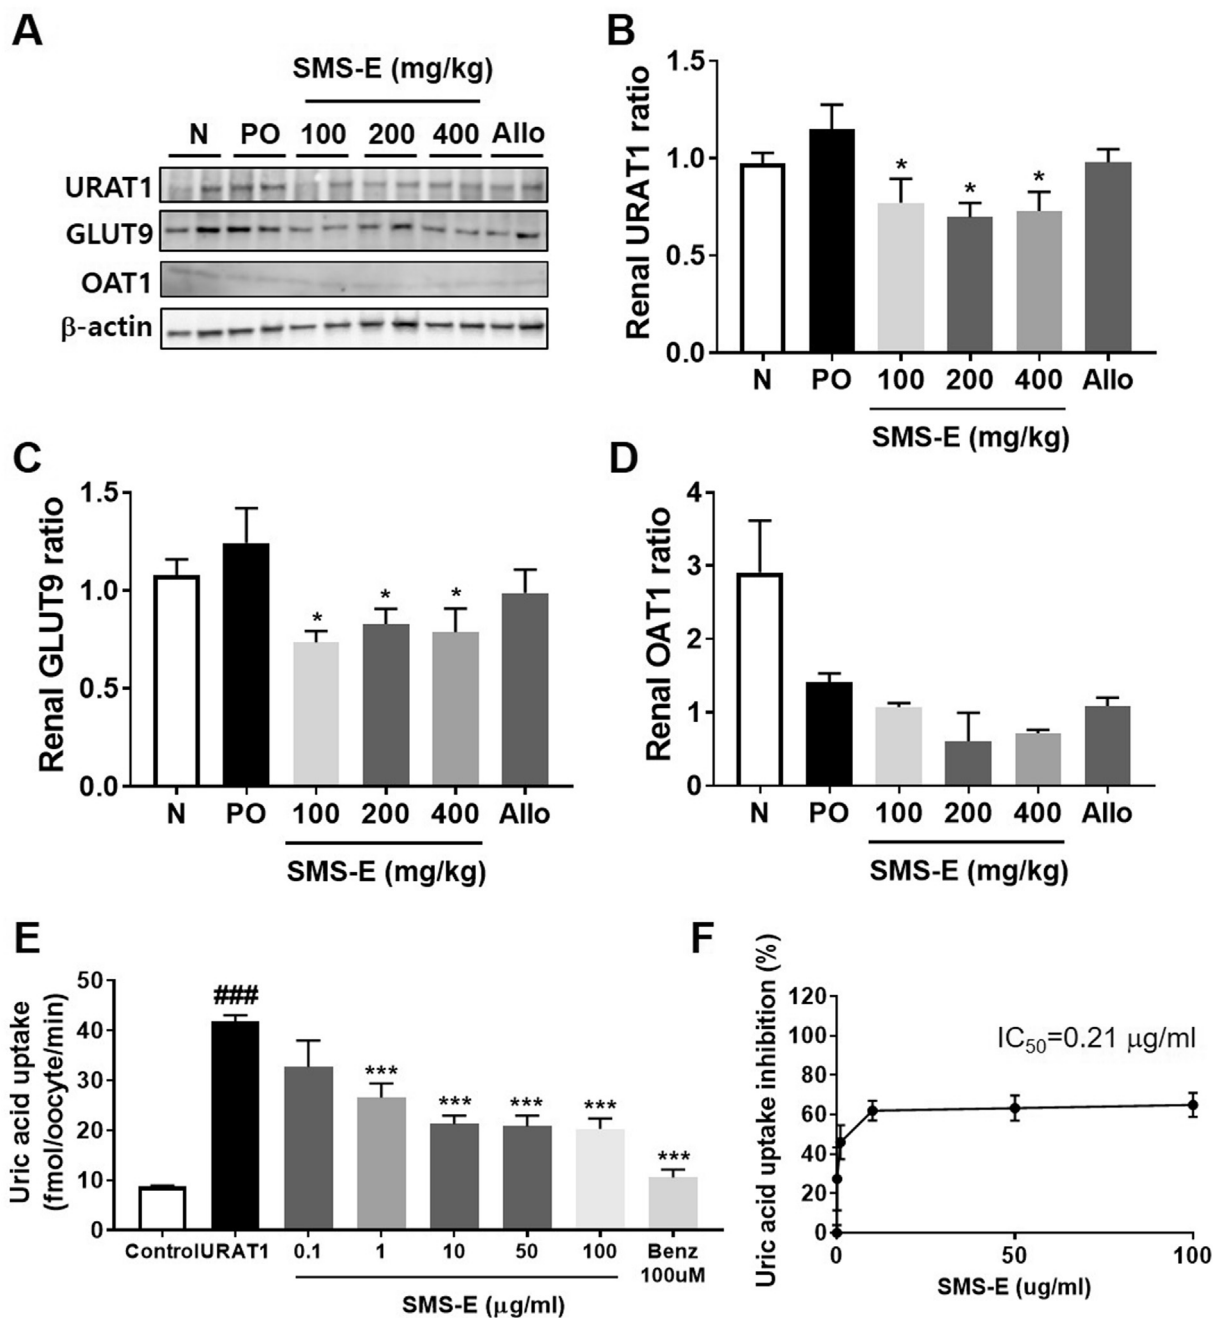 A
SMS-E (mg/kg)
N PO 100 200 400 Allo
URAT1
GLUT9
OAT1
β-actin
B
Renal URAT1 ratio
1.5
1.0
0.5
0.0
* * *
N PO 100 200 400 Allo
SMS-E (mg/kg)
C
Renal GLUT9 ratio
1.5
1.0
0.5
0.0
* * *
N PO 100 200 400 Allo
SMS-E (mg/kg)
D
Renal OAT1 ratio
4
3
2
1
0
N PO 100 200 400 Allo
SMS-E (mg/kg)
E
Uric acid uptake
(fmol/oocyte/min)
50
40
30
20
10
0
###
*** *** *** *** ***
Control URAT1 0.1 1 10 50 100 Benz
100uM
SMS-E (μg/ml)
F
Uric acid uptake inhibition (%)
120
100
80
60
40
20
0
IC50=0.21 μg/ml
0 50 100
SMS-E (ug/ml)